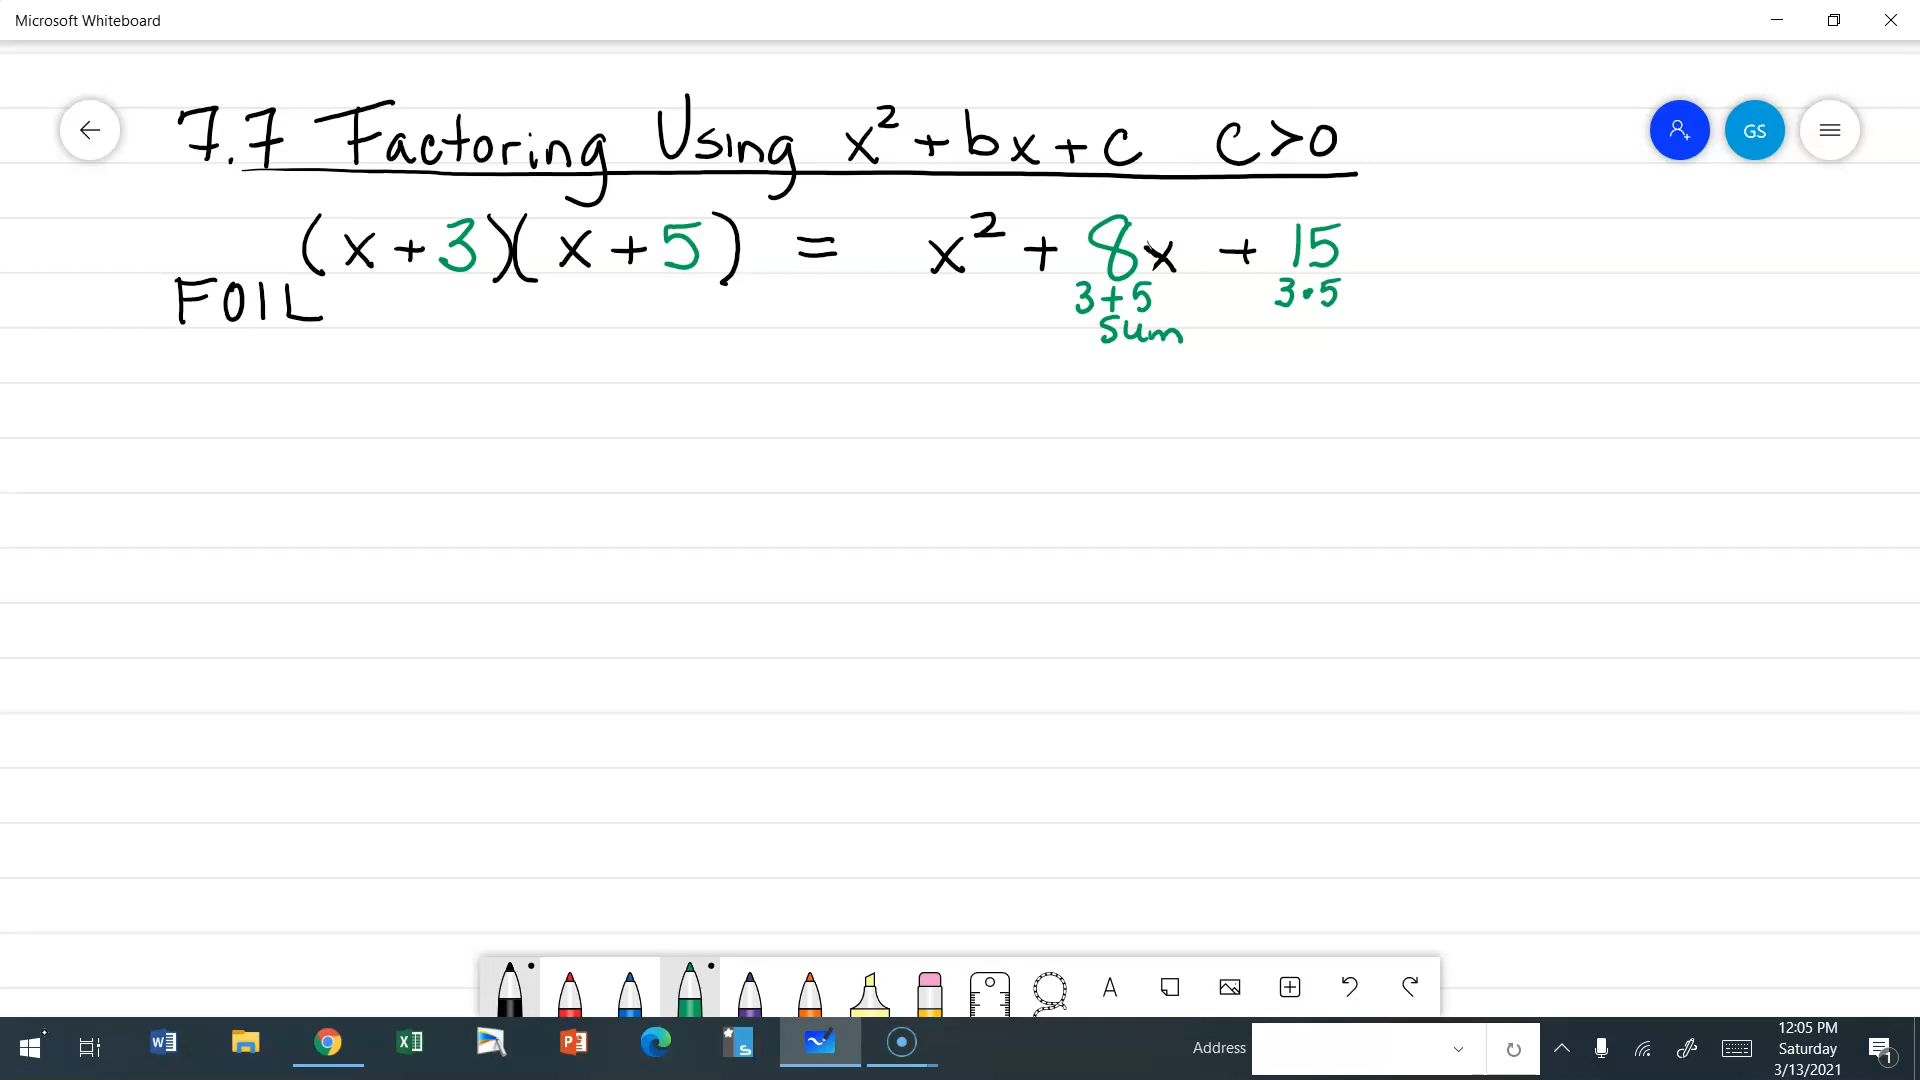 Microsoft Whiteboard
7.7 Factoring Using x² + bx + c c > 0
GS
(x + 3)(x + 5) = x² + 8x + 15
FOIL 3 + 5 3 • 5
sum
Address
12:05 PM
Saturday
3/13/2021
1